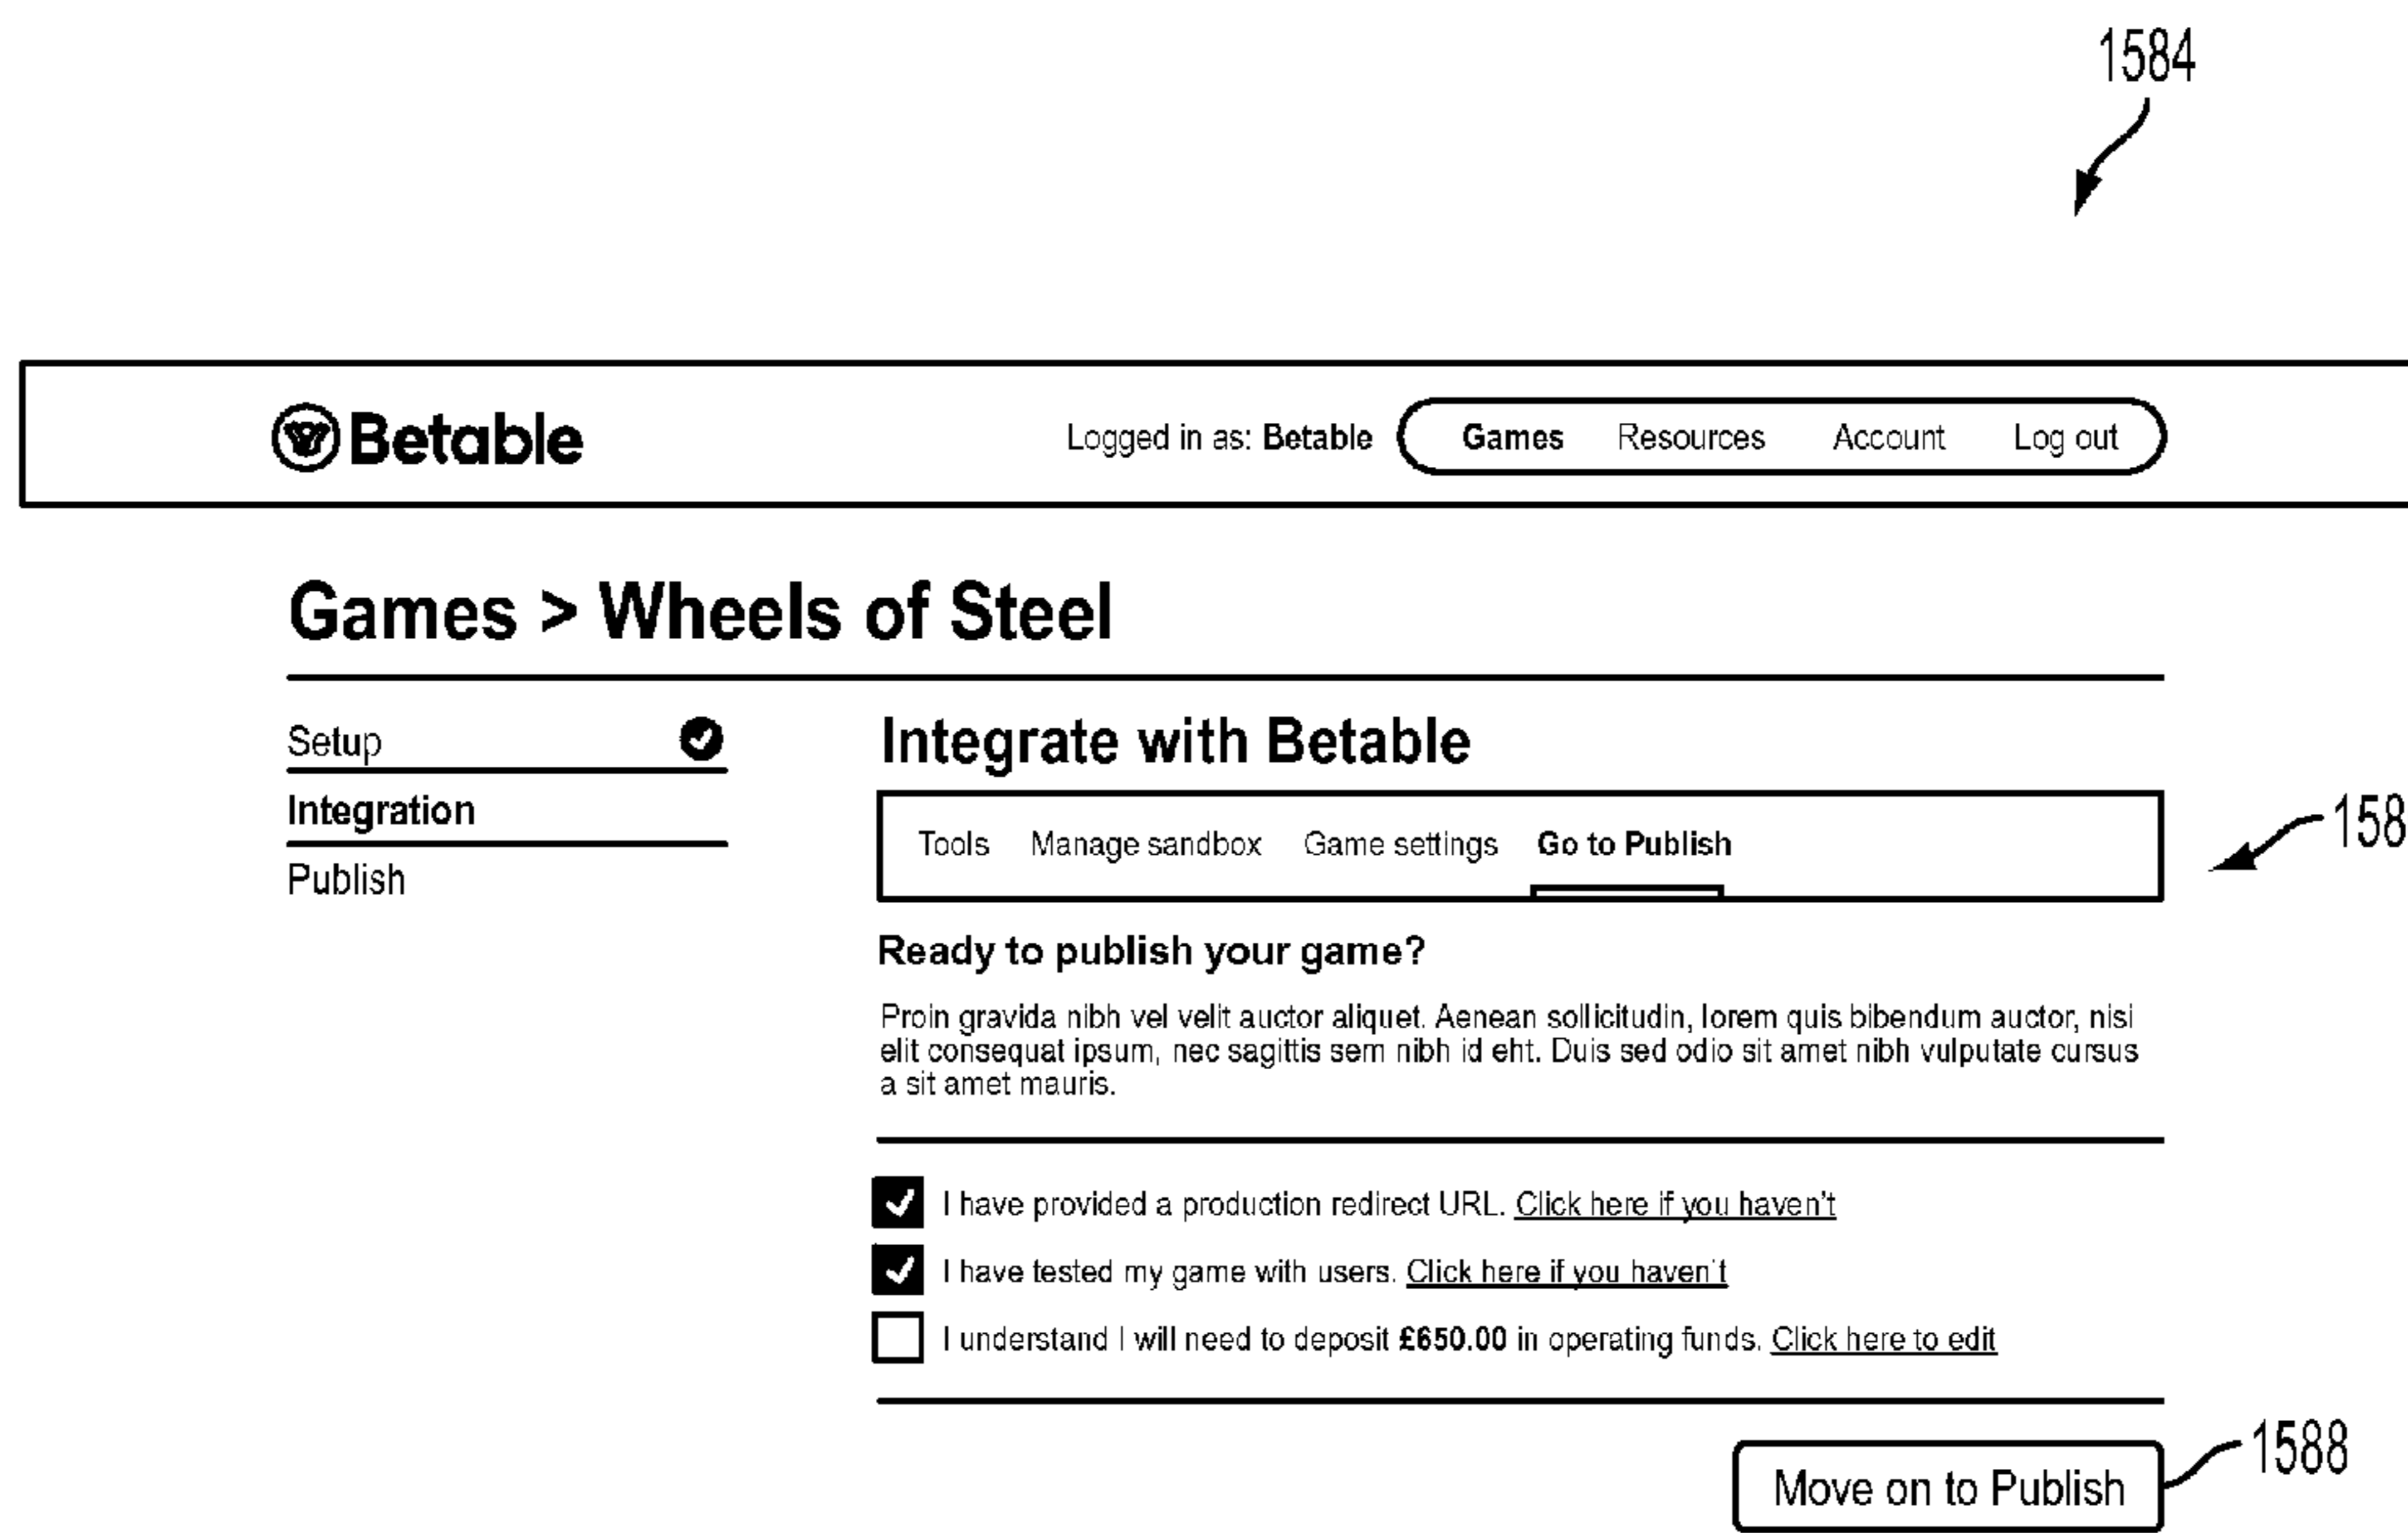 1584
Betable
Logged in as: Betable Games Resources Account Log out
Games > Wheels of Steel
Setup
Integration
Publish
Integrate with Betable
Tools Manage sandbox Game settings Go to Publish
158
Ready to publish your game?
Proin gravida nibh vel velit auctor aliquet. Aenean sollicitudin, lorem quis bibendum auctor, nisi
elit consequat ipsum, nec sagittis sem nibh id eht. Duis sed odio sit amet nibh vulputate cursus
a sit amet mauris.
I have provided a production redirect URL. Click here if you haven't
I have tested my game with users. Click here if you haven't
I understand I will need to deposit £650.00 in operating funds. Click here to edit
Move on to Publish
1588